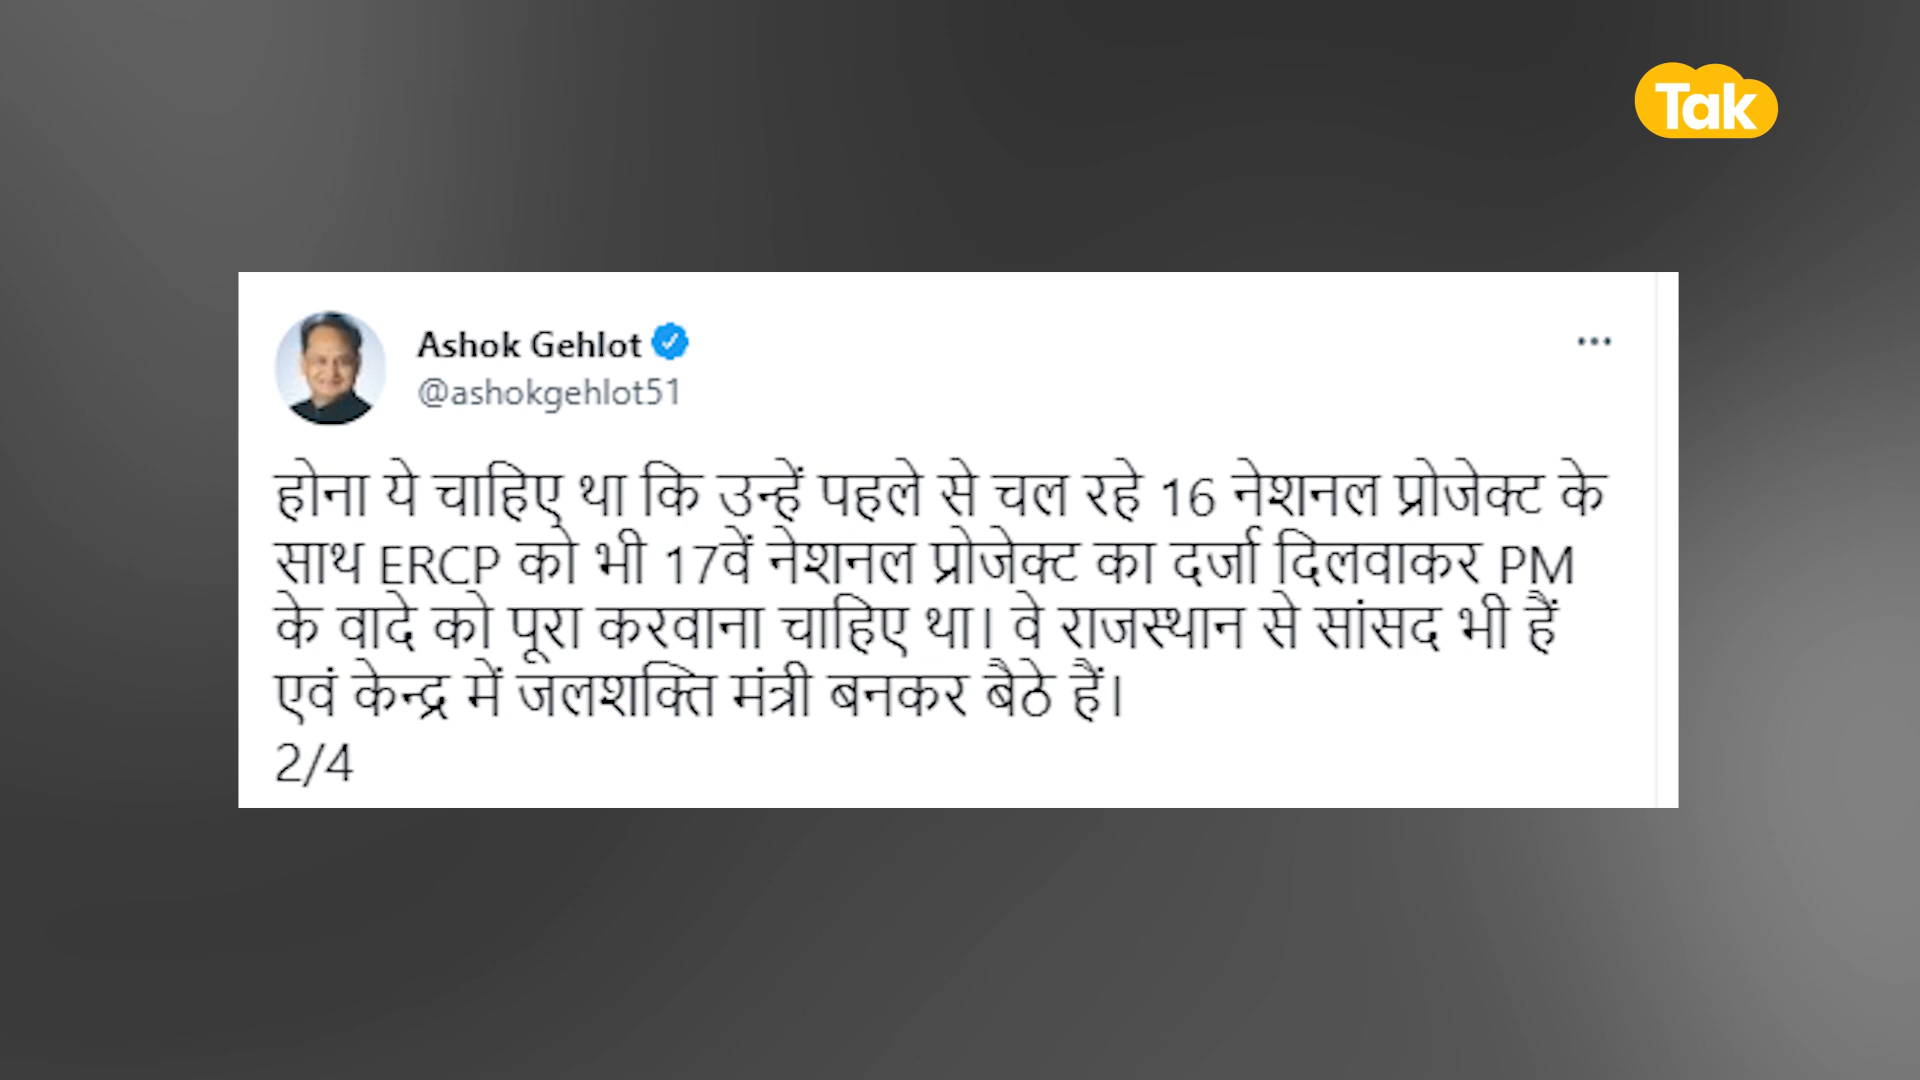 Tak
Ashok Gehlot
@ashokgehlot51
होना ये चाहिए था कि उन्हें पहले से चल रहे 16 नेशनल प्रोजेक्ट के
साथ ERCP को भी 17वें नेशनल प्रोजेक्ट का दर्जा दिलवाकर PM
के वादे को पूरा करवाना चाहिए था। वे राजस्थान से सांसद भी हैं
एवं केन्द्र में जलशक्ति मंत्री बनकर बैठे हैं।
2/4